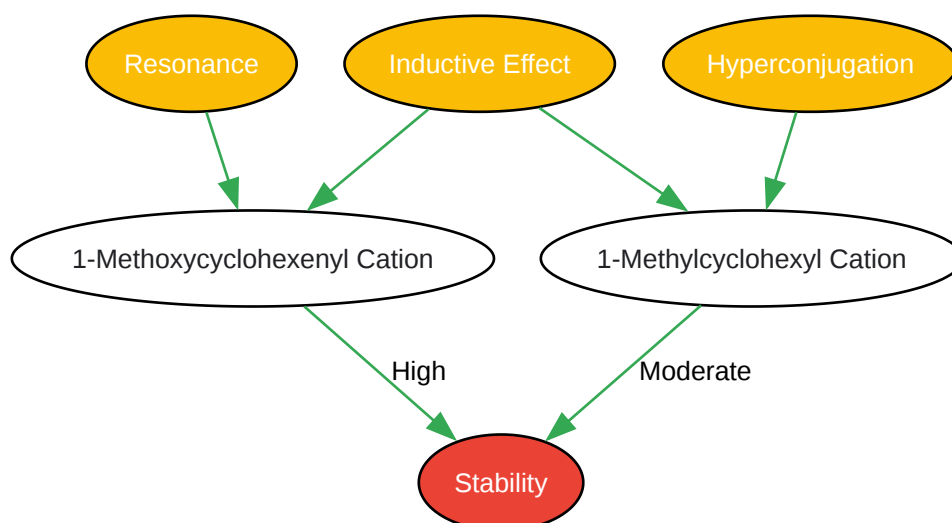 Resonance
Inductive Effect
Hyperconjugation
1-Methoxycyclohexenyl Cation
1-Methylcyclohexyl Cation
High
Moderate
Stability